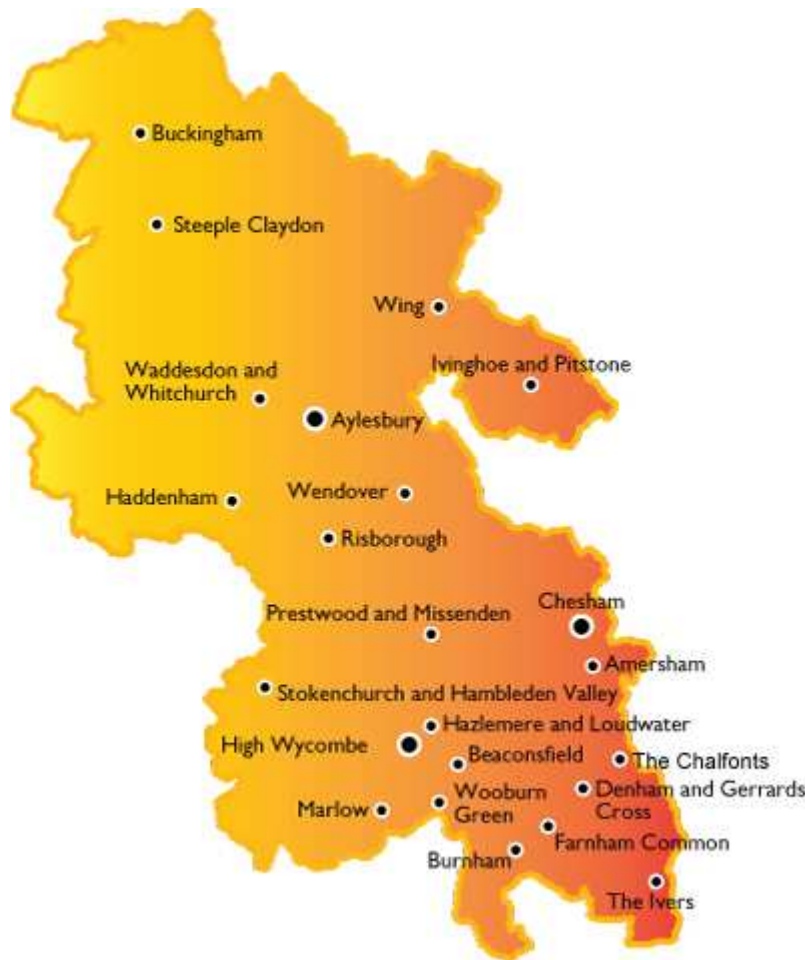 Buckingham
Steeple Claydon
Wing
Ivinghoe and Pitstone
Waddesdon and
Whitchurch
Aylesbury
Wendover
Haddenham
Risborough
Chesham
Prestwood and Missenden
Amersham
Stokenchurch and Hambleden Valley
Hazlemere and Loudwater
High Wycombe
Beaconsfield
The Chalfonts
Denham and Gerrards
Cross
Wooburn
Green
Marlow
Farnham Common
Burnham
The Ivers